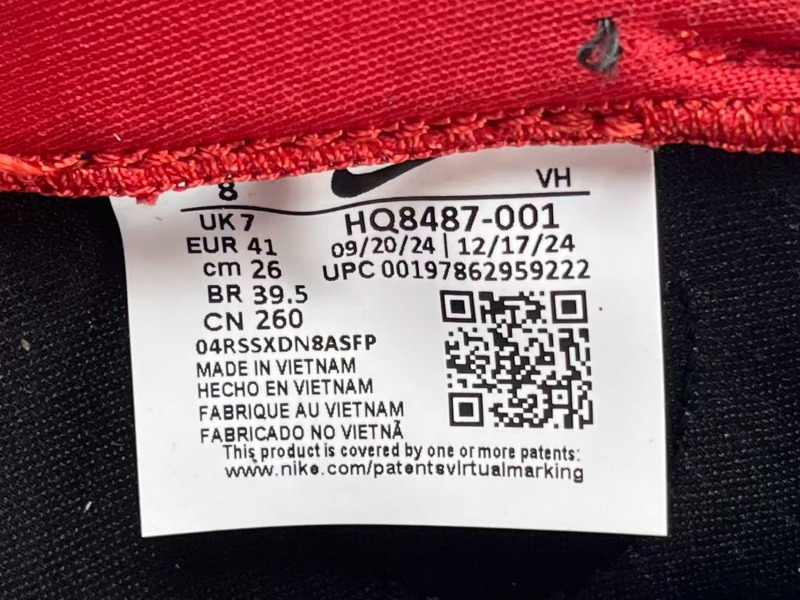 8 VH
UK 7 HQ8487-001
EUR 41 09/20/24 | 12/17/24
cm 26 UPC 00197862959222
BR 39.5
CN 260
04RSSXDN8ASFP
MADE IN VIETNAM
HECHO EN VIETNAM
FABRIQUE AU VIETNAM
FABRICADO NO VIETNÃ
This product is covered by one or more patents:
www.nike.com/patentsvirtualmarking